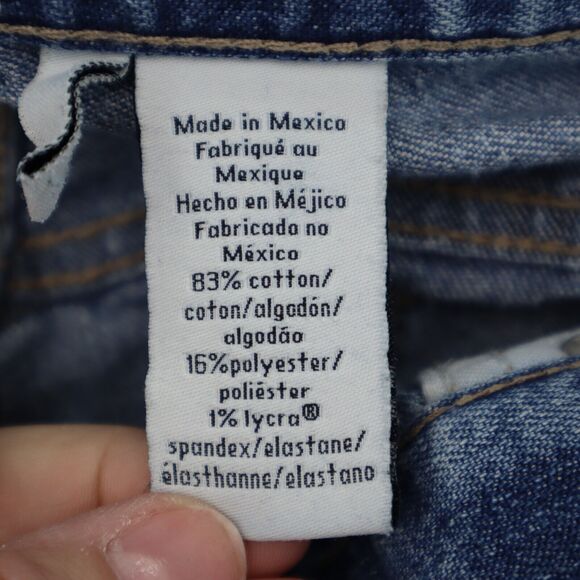 Made in Mexico
Fabriqué au
Mexique
Hecho en Méjico
Fabricado no
México
83% cotton/
coton/algodón/
algodão
16%polyester/
poliéster
1% lycra®
spandex/elastane/
élasthanne/elastano